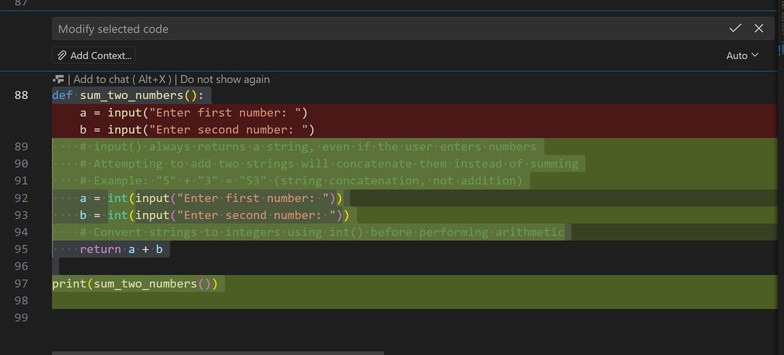 87
Modify selected code
Add Context...
Auto
| Add to chat ( Alt+X ) | Do not show again
88 def sum_two_numbers():
a = input("Enter first number: ")
b = input("Enter second number: ")
89 # input() always returns a string, even if the user enters numbers
90 # Attempting to add two strings will concatenate them instead of summing
91 # Example: "5" + "3" = "53" (string concatenation, not addition)
92 a = int(input("Enter first number: "))
93 b = int(input("Enter second number: "))
94 # Convert strings to integers using int() before performing arithmetic
95 return a + b
96
97 print(sum_two_numbers())
98
99